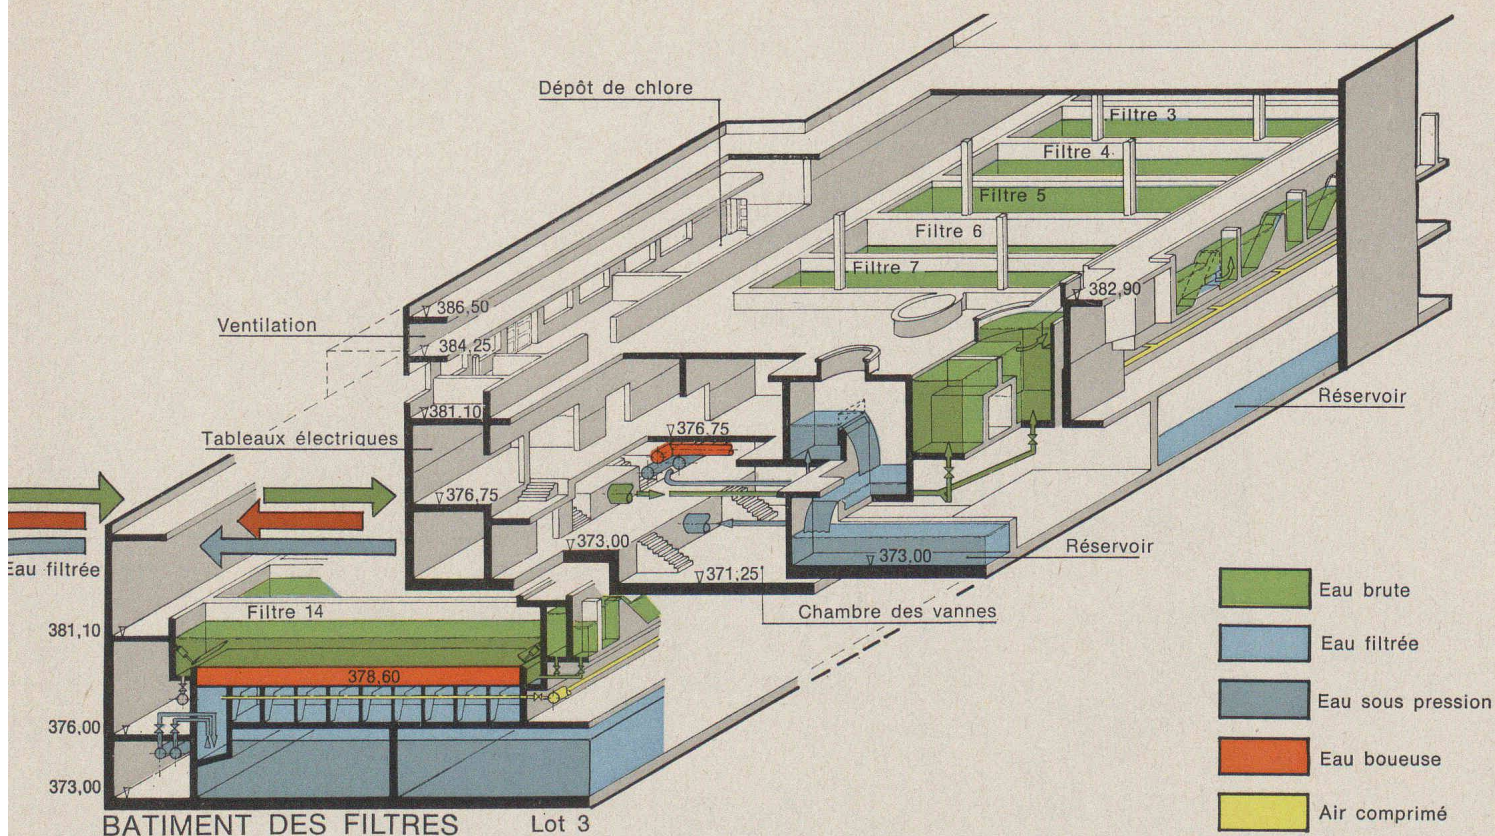 Dépôt de chlore
Filtre 3
Filtre 4
Filtre 5
Filtre 6
Filtre 7
382,90
386,50
Ventilation
384,25
381,10
Tableaux électriques
376,75
376,75
Réservoir
373,00
373,00
Réservoir
371,25
Chambre des vannes
Eau filtrée
Filtre 14
381,10
378,60
376,00
373,00
Eau brute
Eau filtrée
Eau sous pression
Eau boueuse
Air comprimé
BATIMENT DES FILTRES Lot 3